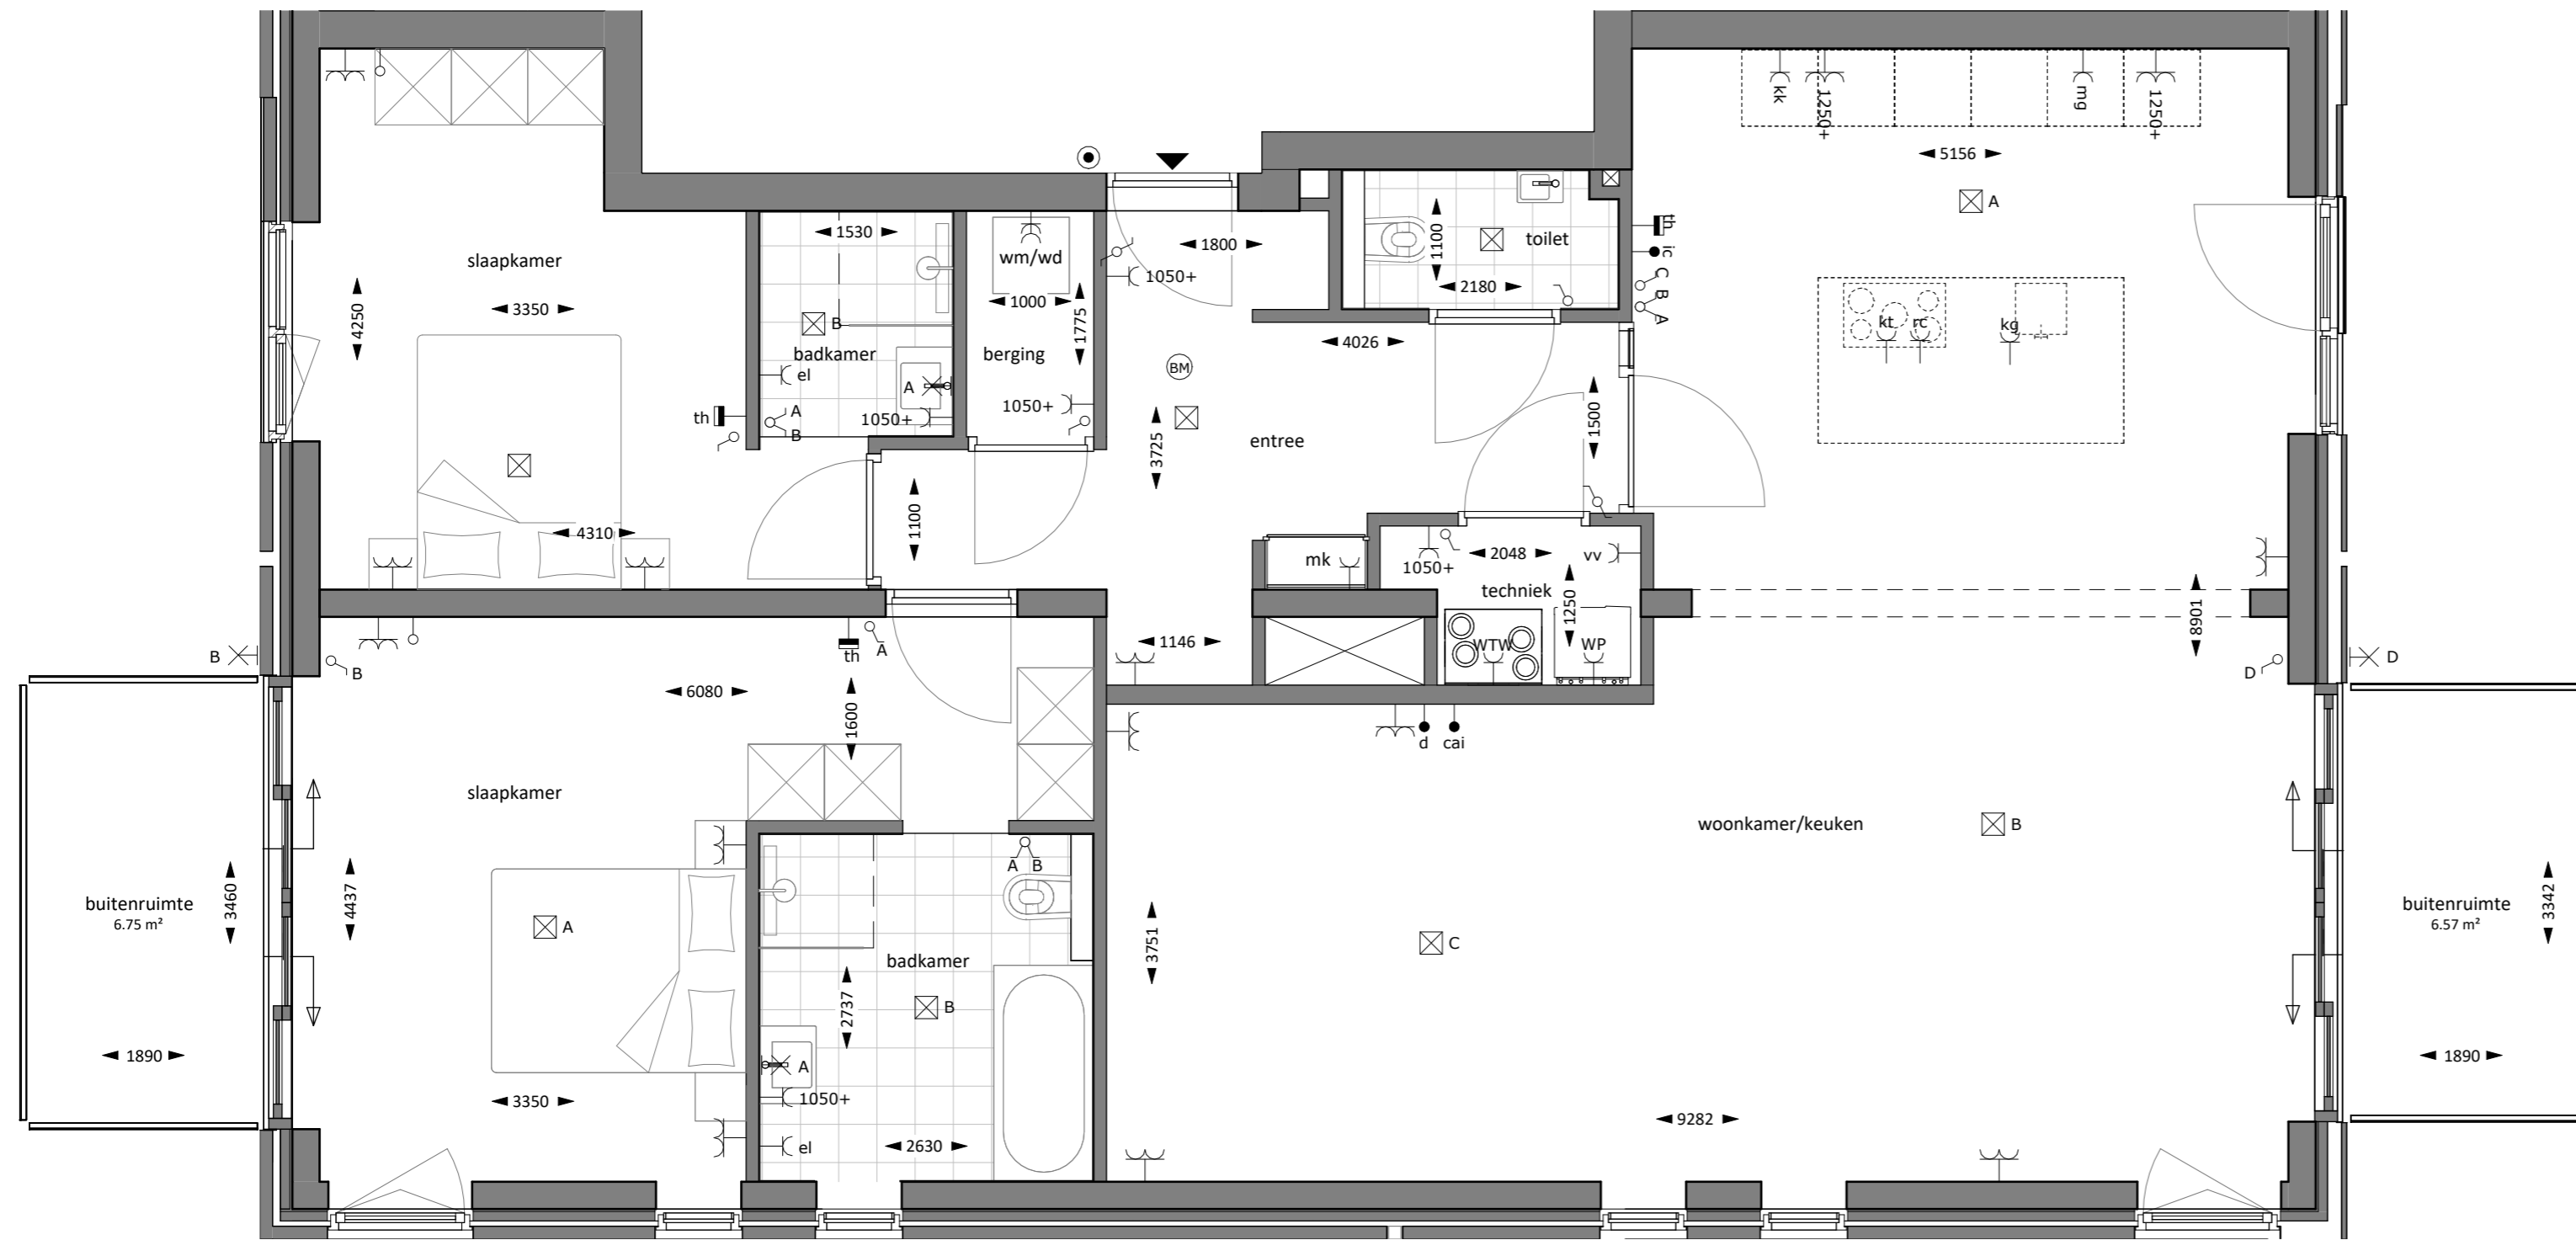 kk
1250+
mg
1250+
5156
A
slaapkamer
3350
4250
4310
th
1530
B
badkamer
el
A
1050+
A
B
wm/wd
1000
1775
berging
1050+
1800
1050+
BM
3725
entree
4026
1100
toilet
2180
th
ic
C
B
A
kt
rc
kg
1500
1100
mk
1050+
2048
vv
techniek
1250
WTW
WP
1146
8901
D
D
B
B
th
A
6080
1600
slaapkamer
4437
A
3350
buitenruimte
6.75 m²
3460
1890
A
B
badkamer
2737
B
A
1050+
el
2630
d
cai
woonkamer/keuken
B
C
3751
9282
buitenruimte
6.57 m²
3342
1890